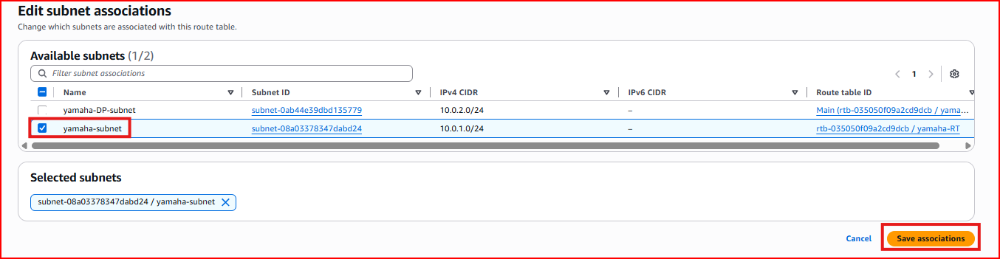 Edit subnet associations
Change which subnets are associated with this route table.
Available subnets (1/2)
Filter subnet associations
1
Name Subnet ID IPv4 CIDR IPv6 CIDR Route table ID
yamaha-DP-subnet subnet-0ab44e39dbd135779 10.0.2.0/24 – Main (rtb-035050f09a2cd9dcb / yama...
yamaha-subnet subnet-08a03378347dabd24 10.0.1.0/24 – rtb-035050f09a2cd9dcb / yamaha-RT
Selected subnets
subnet-08a03378347dabd24 / yamaha-subnet
Cancel Save associations